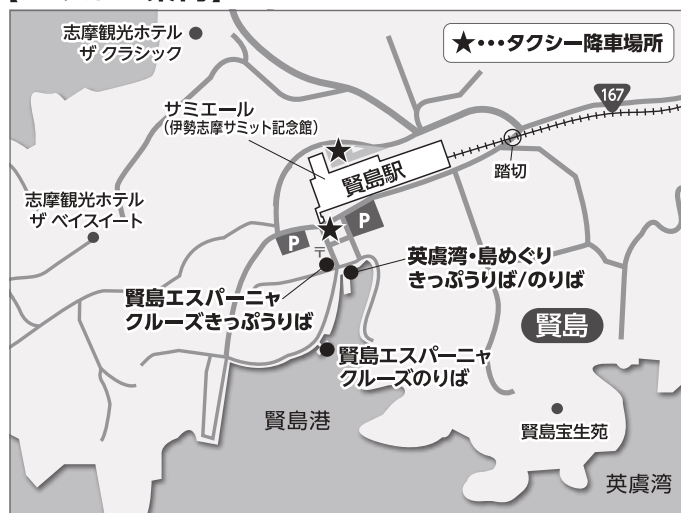 志摩観光ホテル
ザ クラシック
★･･･タクシー降車場所
167
サミエール
(伊勢志摩サミット記念館)
賢島駅
踏切
志摩観光ホテル
ザ ベイスイート
P
P
〒
英虞湾・島めぐり
きっぷうりば/のりば
賢島エスパーニャ
クルーズきっぷうりば
賢島
賢島エスパーニャ
クルーズのりば
賢島港
賢島宝生苑
英虞湾